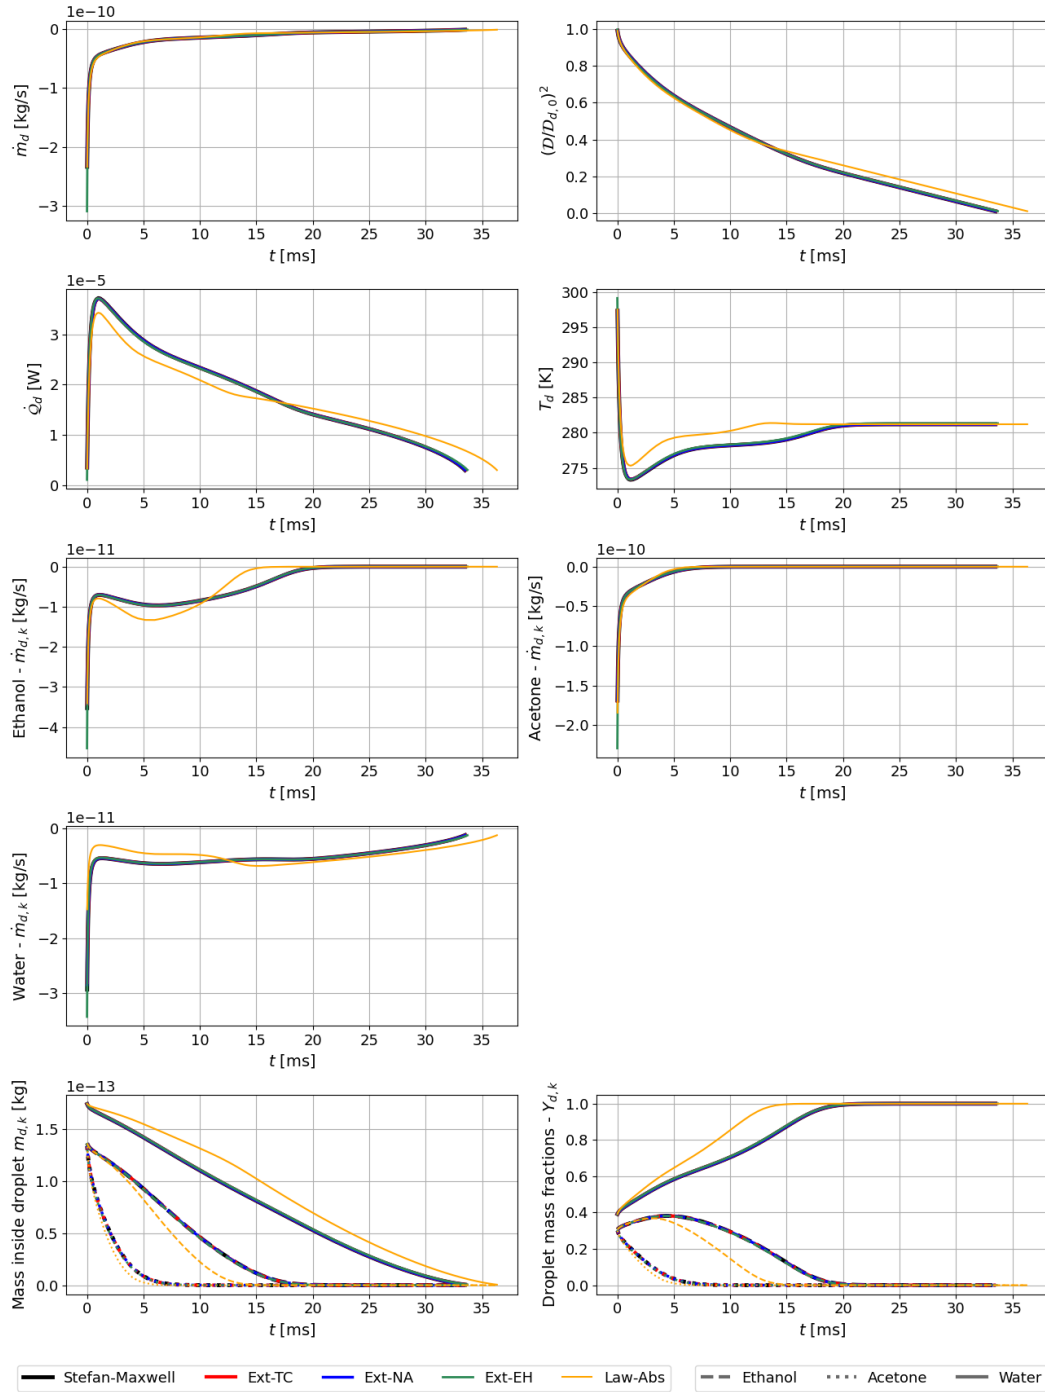 1e−10
0
−1
−2
−3
ṁ_d [kg/s]
0 5 10 15 20 25 30 35
t [ms]
1.0
0.8
0.6
0.4
0.2
0.0
(D/D_{d,0})^2
0 5 10 15 20 25 30 35
t [ms]
1e−5
3
2
1
0
Q̇_d [W]
0 5 10 15 20 25 30 35
t [ms]
300
295
290
285
280
275
T_d [K]
0 5 10 15 20 25 30 35
t [ms]
1e−11
0
−1
−2
−3
−4
Ethanol - ṁ_{d,k} [kg/s]
0 5 10 15 20 25 30 35
t [ms]
1e−10
0.0
−0.5
−1.0
−1.5
−2.0
Acetone - ṁ_{d,k} [kg/s]
0 5 10 15 20 25 30 35
t [ms]
1e−11
0
−1
−2
−3
Water - ṁ_{d,k} [kg/s]
0 5 10 15 20 25 30 35
t [ms]
1e−13
1.5
1.0
0.5
0.0
Mass inside droplet m_{d,k} [kg]
0 5 10 15 20 25 30 35
t [ms]
1.0
0.8
0.6
0.4
0.2
0.0
Droplet mass fractions - Y_{d,k}
0 5 10 15 20 25 30 35
t [ms]
Stefan-Maxwell Ext-TC Ext-NA Ext-EH Law-Abs Ethanol Acetone Water